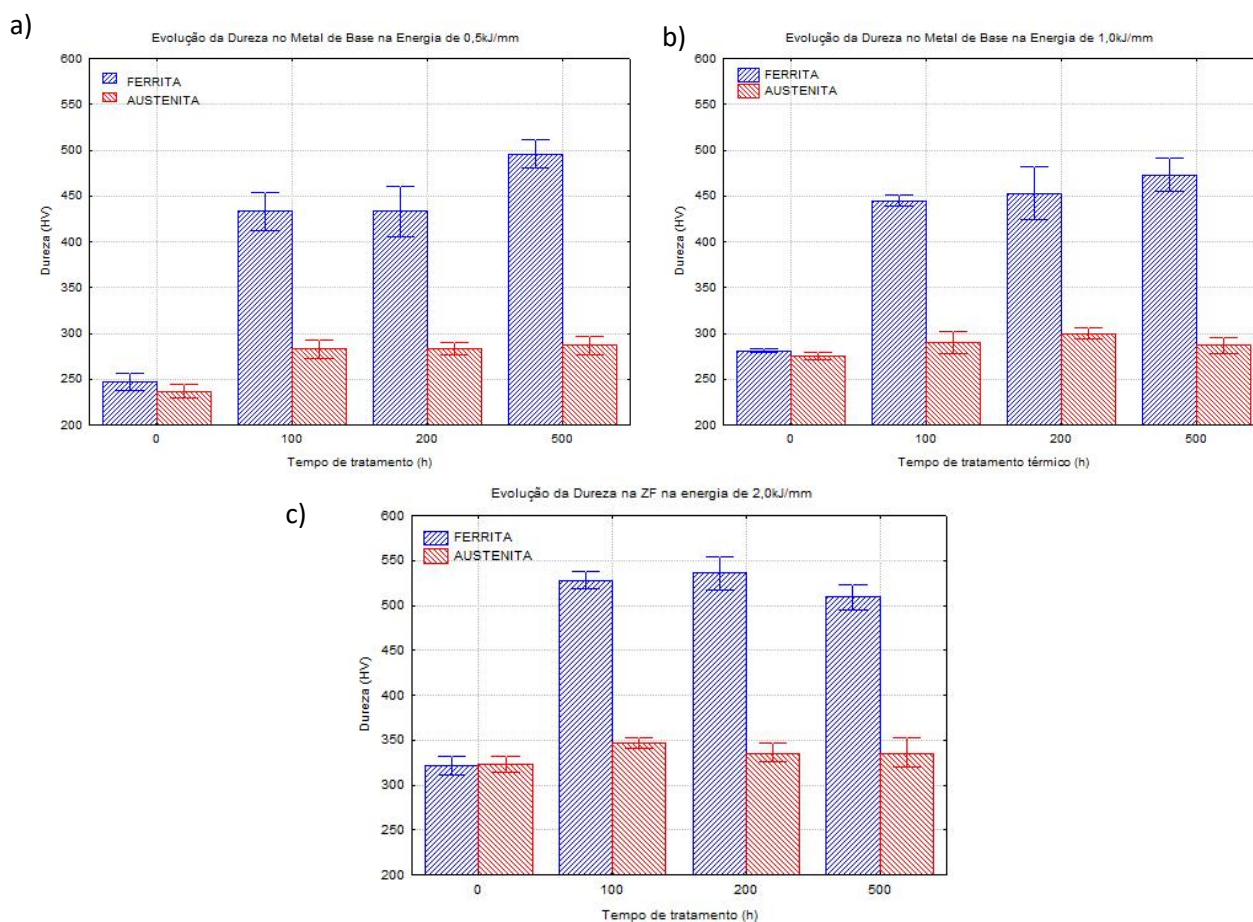 a)
Evolução da Dureza no Metal de Base na Energia de 0,5kJ/mm
600
550
500
450
400
350
300
250
200
Dureza (HV)
FERRITA
AUSTENITA
0 100 200 500
Tempo de tratamento (h)
b)
Evolução da Dureza no Metal de Base na Energia de 1,0kJ/mm
600
550
500
450
400
350
300
250
200
Dureza (HV)
FERRITA
AUSTENITA
0 100 200 500
Tempo de tratamento térmico (h)
c)
Evolução da Dureza na ZF na energia de 2,0kJ/mm
600
550
500
450
400
350
300
250
200
Dureza (HV)
FERRITA
AUSTENITA
0 100 200 500
Tempo de tratamento (h)